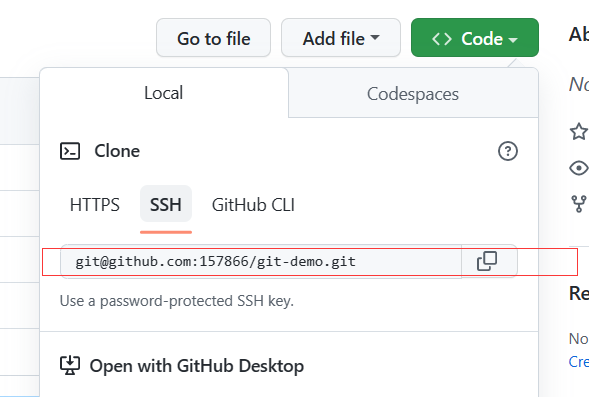 Go to file Add file <> Code Ab
Local Codespaces No
Clone
HTTPS SSH GitHub CLI
git@github.com:157866/git-demo.git
Use a password-protected SSH key. Re
No
Cre
Open with GitHub Desktop